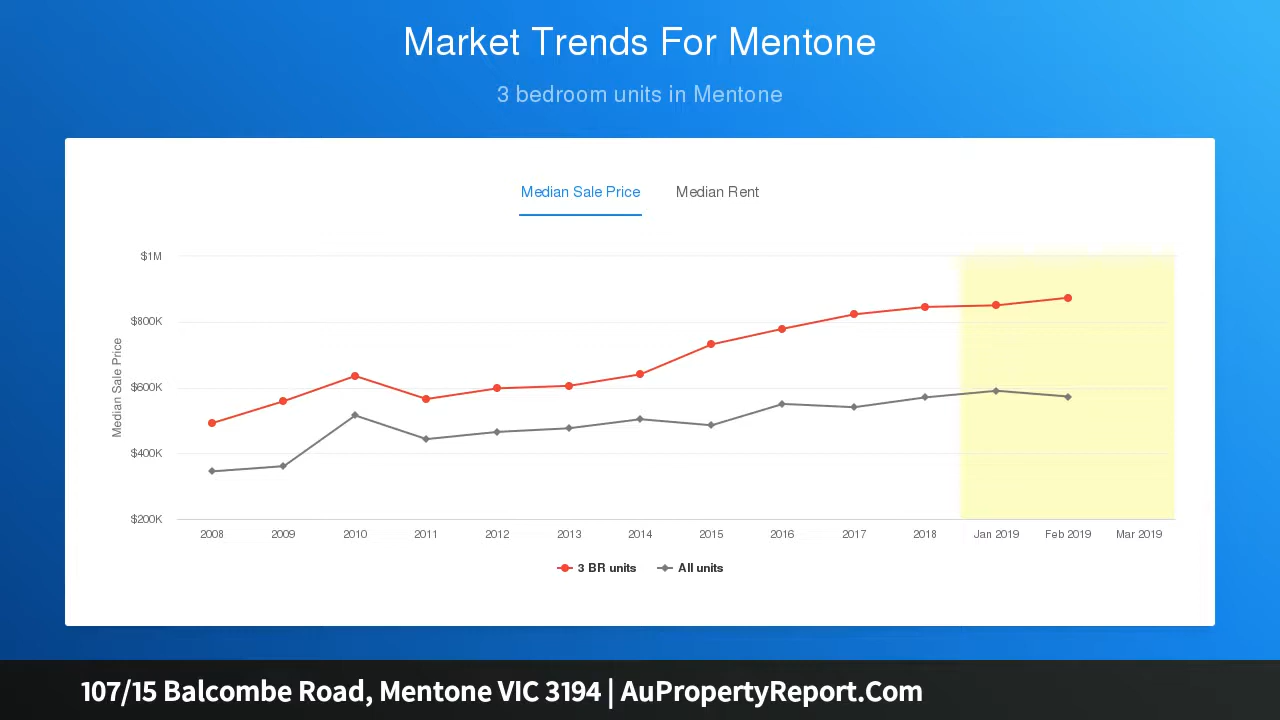 Market Trends For Mentone
3 bedroom units in Mentone
Median Sale Price Median Rent
Median Sale Price
$1M
$800K
$600K
$400K
$200K
2008 2009 2010 2011 2012 2013 2014 2015 2016 2017 2018 Jan 2019 Feb 2019 Mar 2019
3 BR units All units
107/15 Balcombe Road, Mentone VIC 3194 | AuPropertyReport.Com